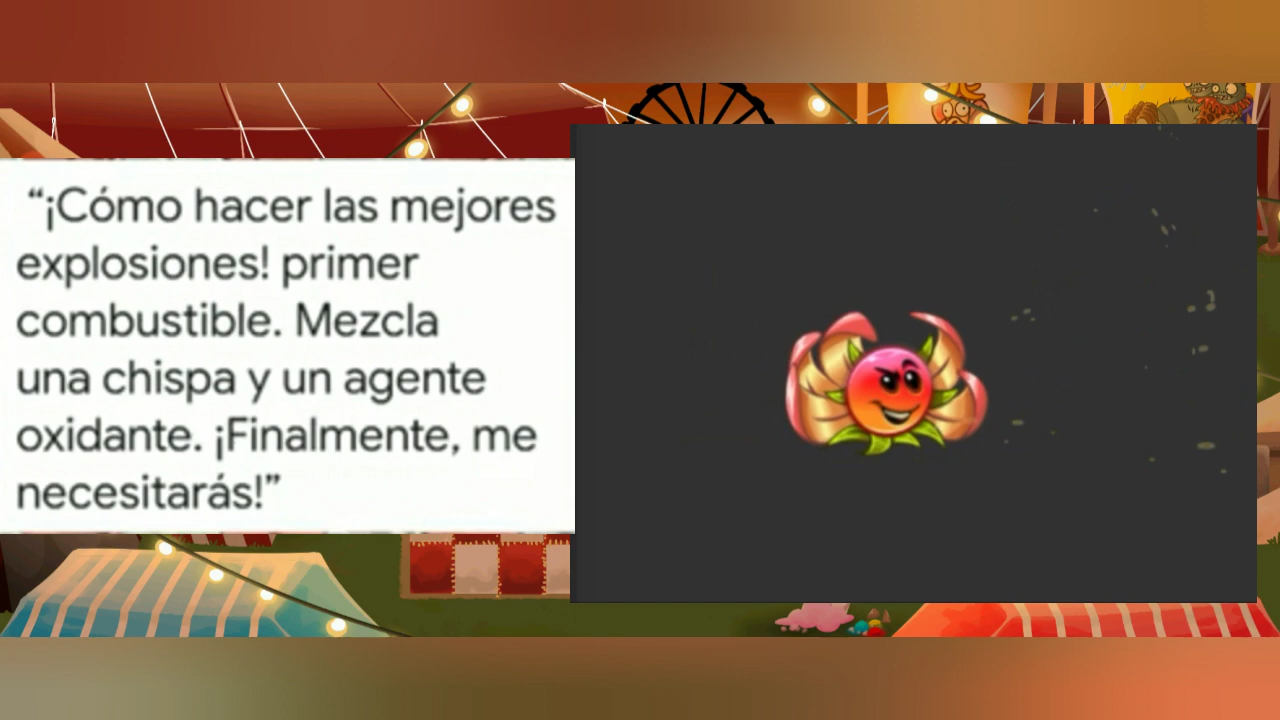 “¡Cómo hacer las mejores
explosiones! primer
combustible. Mezcla
una chispa y un agente
oxidante. ¡Finalmente, me
necesitarás!”